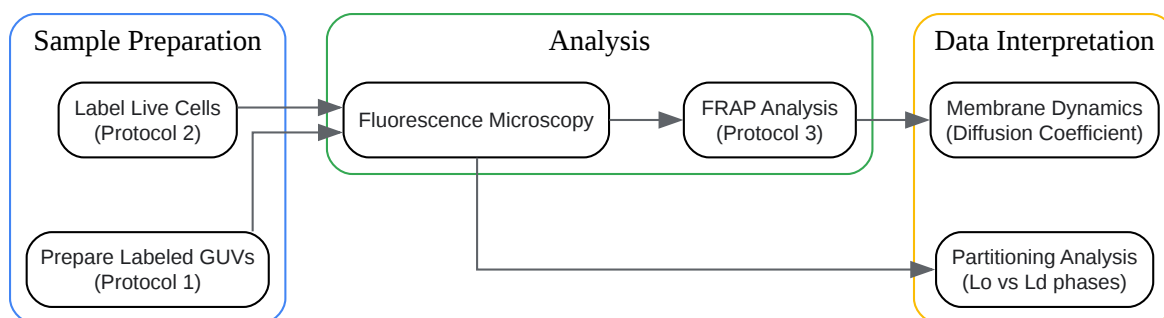 Sample Preparation
Label Live Cells
(Protocol 2)
Prepare Labeled GUVs
(Protocol 1)
Analysis
Fluorescence Microscopy
FRAP Analysis
(Protocol 3)
Data Interpretation
Membrane Dynamics
(Diffusion Coefficient)
Partitioning Analysis
(Lo vs Ld phases)